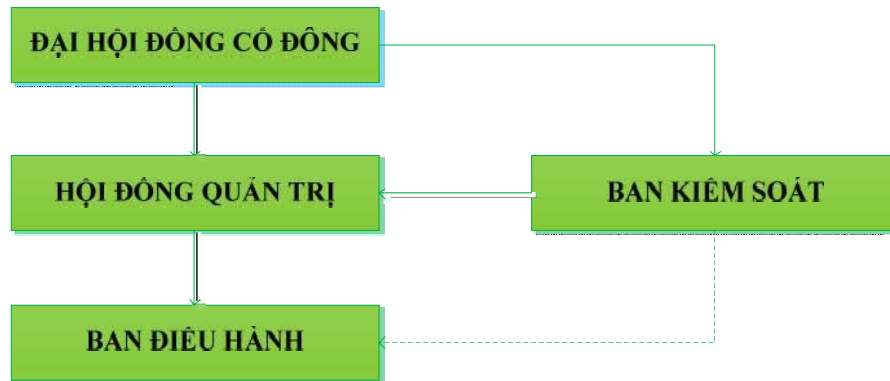 ĐẠI HỘI ĐỒNG CỔ ĐÔNG
HỘI ĐỒNG QUẢN TRỊ
BAN KIỂM SOÁT
BAN ĐIỀU HÀNH